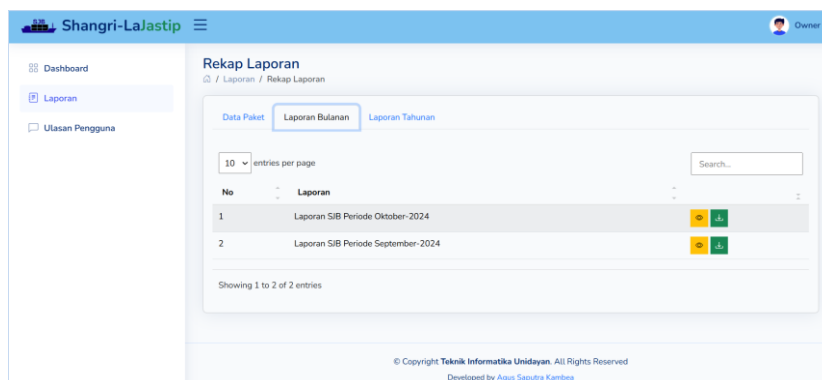 Shangri-LaJastip
Owner
Dashboard
Laporan
Ulasan Pengguna
Rekap Laporan
/ Laporan / Rekap Laporan
Data Paket Laporan Bulanan Laporan Tahunan
10 entries per page
Search...
No Laporan
1 Laporan SJB Periode Oktober-2024
2 Laporan SJB Periode September-2024
Showing 1 to 2 of 2 entries
© Copyright Teknik Informatika Unidayan. All Rights Reserved
Developed by Agus Saputra Kambea